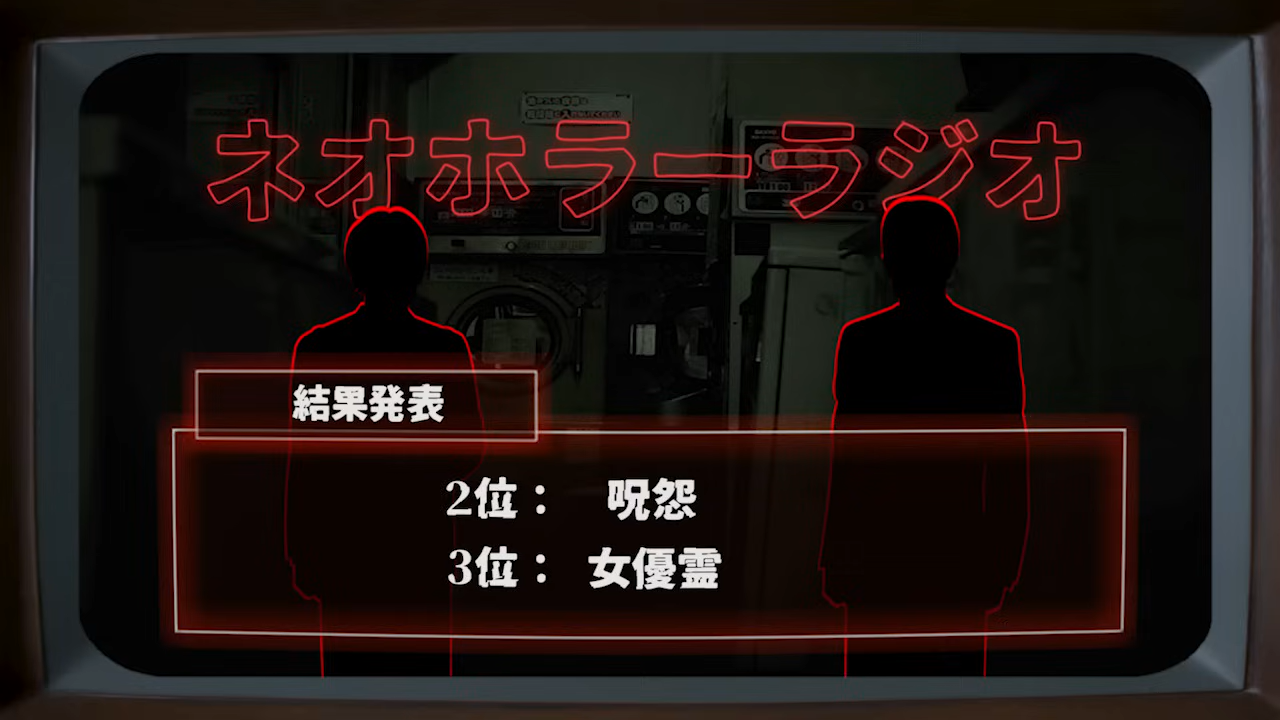 ネオホラーラジオ
結果発表
2位： 呪怨
3位： 女優霊